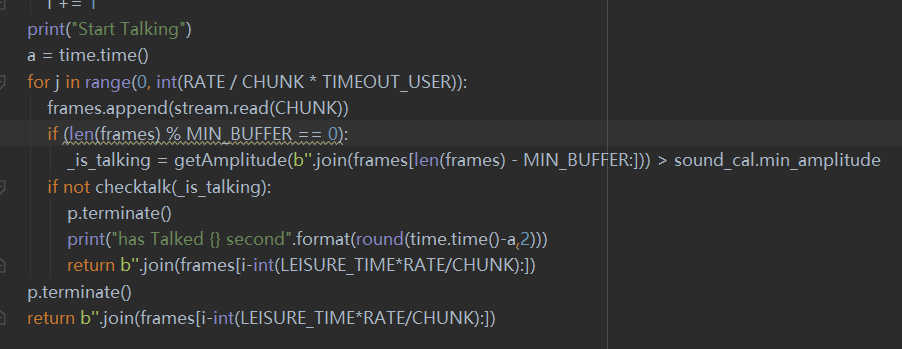 i += 1
print("Start Talking")
a = time.time()
for j in range(0, int(RATE / CHUNK * TIMEOUT_USER)):
frames.append(stream.read(CHUNK))
if (len(frames) % MIN_BUFFER == 0):
_is_talking = getAmplitude(b''.join(frames[len(frames) - MIN_BUFFER:])) > sound_cal.min_amplitude
if not checktalk(_is_talking):
p.terminate()
print("has Talked {} second".format(round(time.time()-a,2)))
return b''.join(frames[i-int(LEISURE_TIME*RATE/CHUNK):])
p.terminate()
return b''.join(frames[i-int(LEISURE_TIME*RATE/CHUNK):])